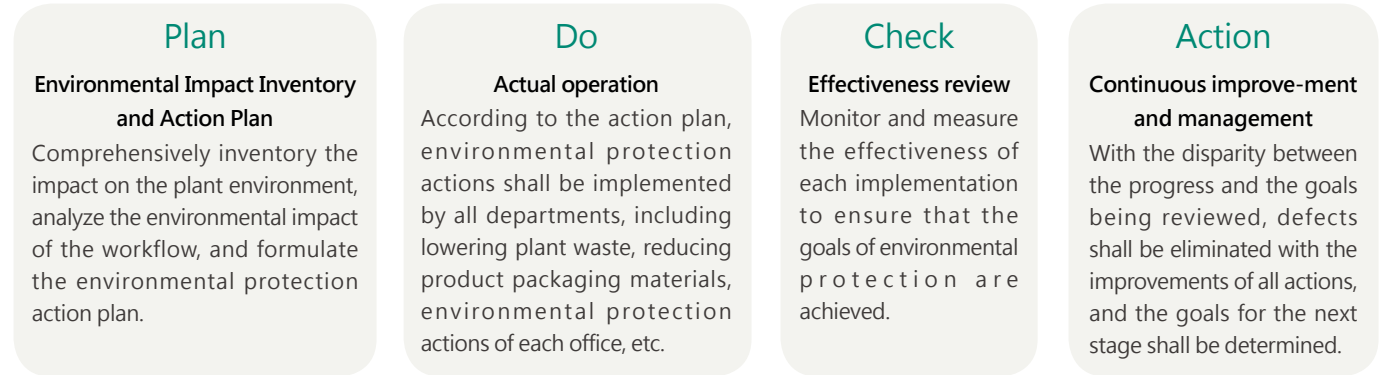 Plan
Environmental Impact Inventory
and Action Plan
Comprehensively inventory the
impact on the plant environment,
analyze the environmental impact
of the workflow, and formulate
the environmental protection
action plan.
Do
Actual operation
According to the action plan,
environmental protection
actions shall be implemented
by all departments, including
lowering plant waste, reducing
product packaging materials,
environmental protection
actions of each office, etc.
Check
Effectiveness review
Monitor and measure
the effectiveness of
each implementation
to ensure that the
goals of environmental
protection are
achieved.
Action
Continuous improve-ment
and management
With the disparity between
the progress and the goals
being reviewed, defects
shall be eliminated with the
improvements of all actions,
and the goals for the next
stage shall be determined.